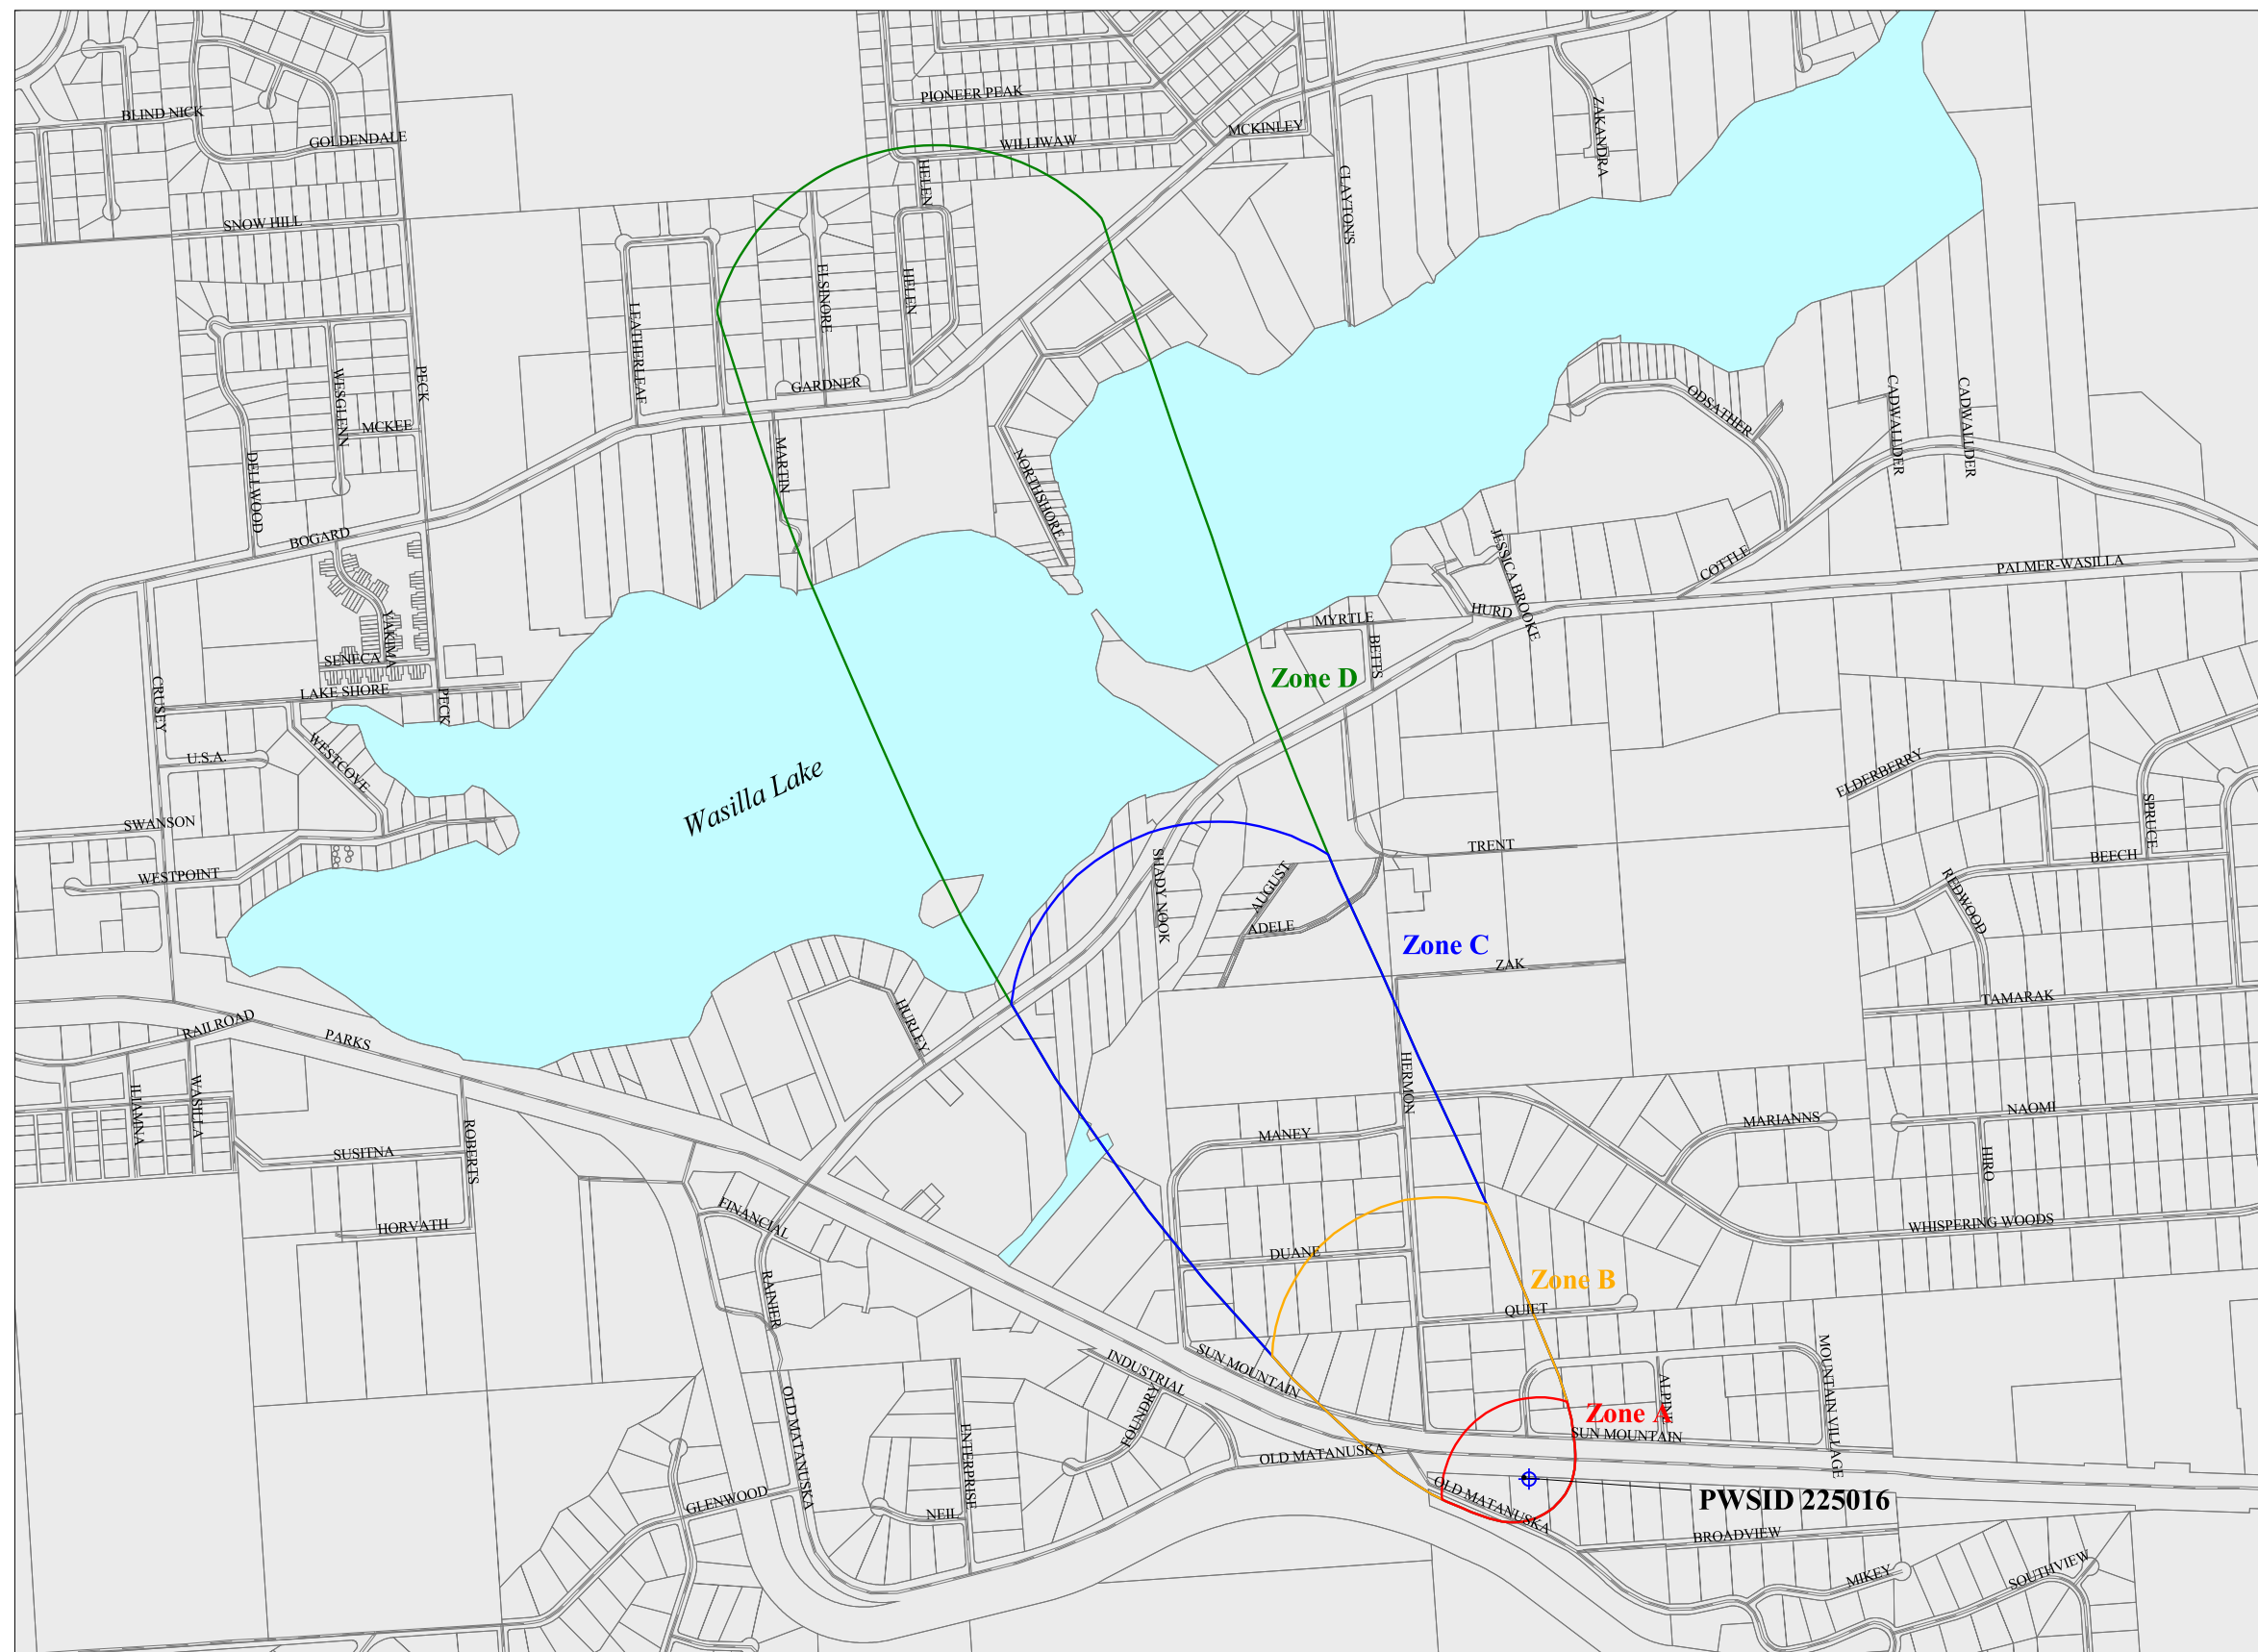 PIONEER PEAK
ZAKANDRA
BLIND NICK
GOLDENDALE
WILLIWAW
MCKINLEY
HELEN
CLAYTON'S
SNOW HILL
LEATHERLEAF
ELSINORE
HELEN
PECK
WESGLENN
GARDNER
ODSATHER
CADWALLDER
CADWALLDER
MCKEE
DELLWOOD
MARTIN
NORTHSHORE
BOGARD
JESSICA BROOKE
COTTLE
PALMER-WASILLA
YAKIMA
HURD
MYRTLE
BETTS
SENECA
LAKE SHORE
PECK
CRUSEY
Zone D
U.S.A.
WESTCOVE
Wasilla Lake
ELDERBERRY
SPRUCE
SWANSON
TRENT
BEECH
WESTPOINT
SHADY NOOK
AUGUST
REDWOOD
ADELE
Zone C
ZAK
TAMARAK
RAILROAD
PARKS
HURLEY
HERMON
ILIAMNA
WASILLA
MANEY
MARIANNS
NAOMI
SUSITNA
ROBERTS
HIRO
HORVATH
FINANCIAL
DUANE
WHISPERING WOODS
Zone B
RAINIER
QUIET
SUN MOUNTAIN
INDUSTRIAL
ALPINE
MOUNTAIN VILLAGE
OLD MATANUSKA
FOUNDRY
Zone A
SUN MOUNTAIN
ENTERPRISE
OLD MATANUSKA
GLENWOOD
NEIL
OLD MATANUSKA
PWSID 225016
BROADVIEW
MIKEY
SOUTHVIEW